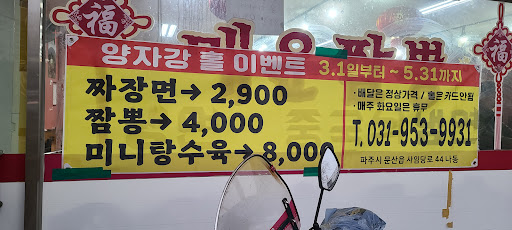 福
福
양자강 홀 이벤트 3.1일부터 ~ 5.31까지
짜장면→ 2,900
짬뽕→ 4,000
미니탕수육→ 8,000
· 배달은 정상가격 / 홀은 카드안됨
· 매주 화요일은 휴무
T. 031-953-9931
파주시 문산읍 사임당로 44 나동